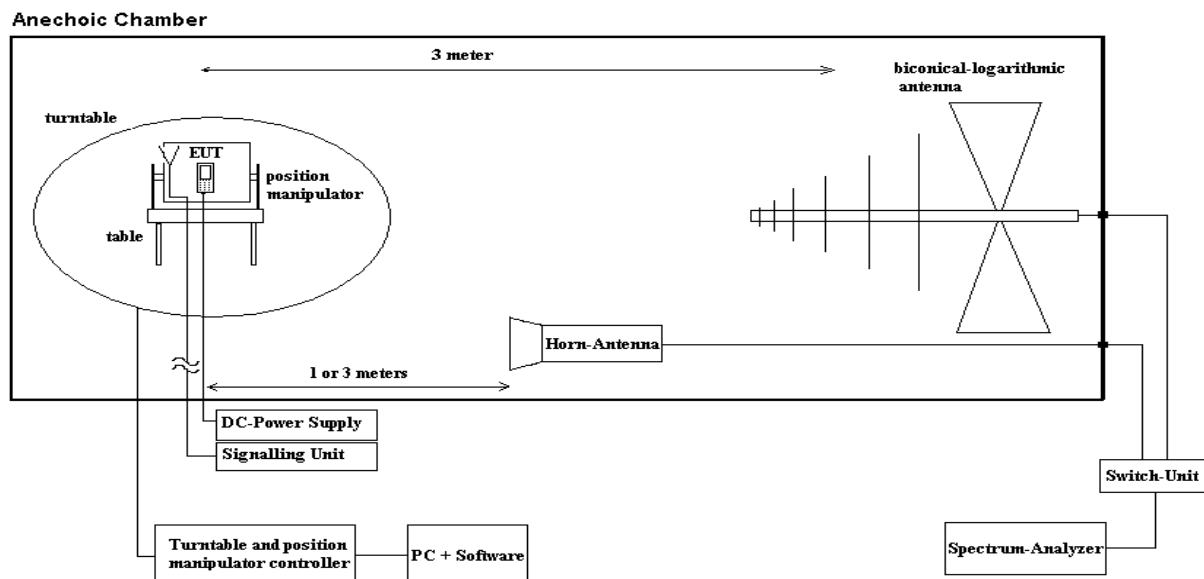 Anechoic Chamber
3 meter
biconical-logarithmic
antenna
turntable
EUT
position
manipulator
table
Horn-Antenna
1 or 3 meters
DC-Power Supply
Signalling Unit
Switch-Unit
Turntable and position
manipulator controller
PC + Software
Spectrum-Analyzer